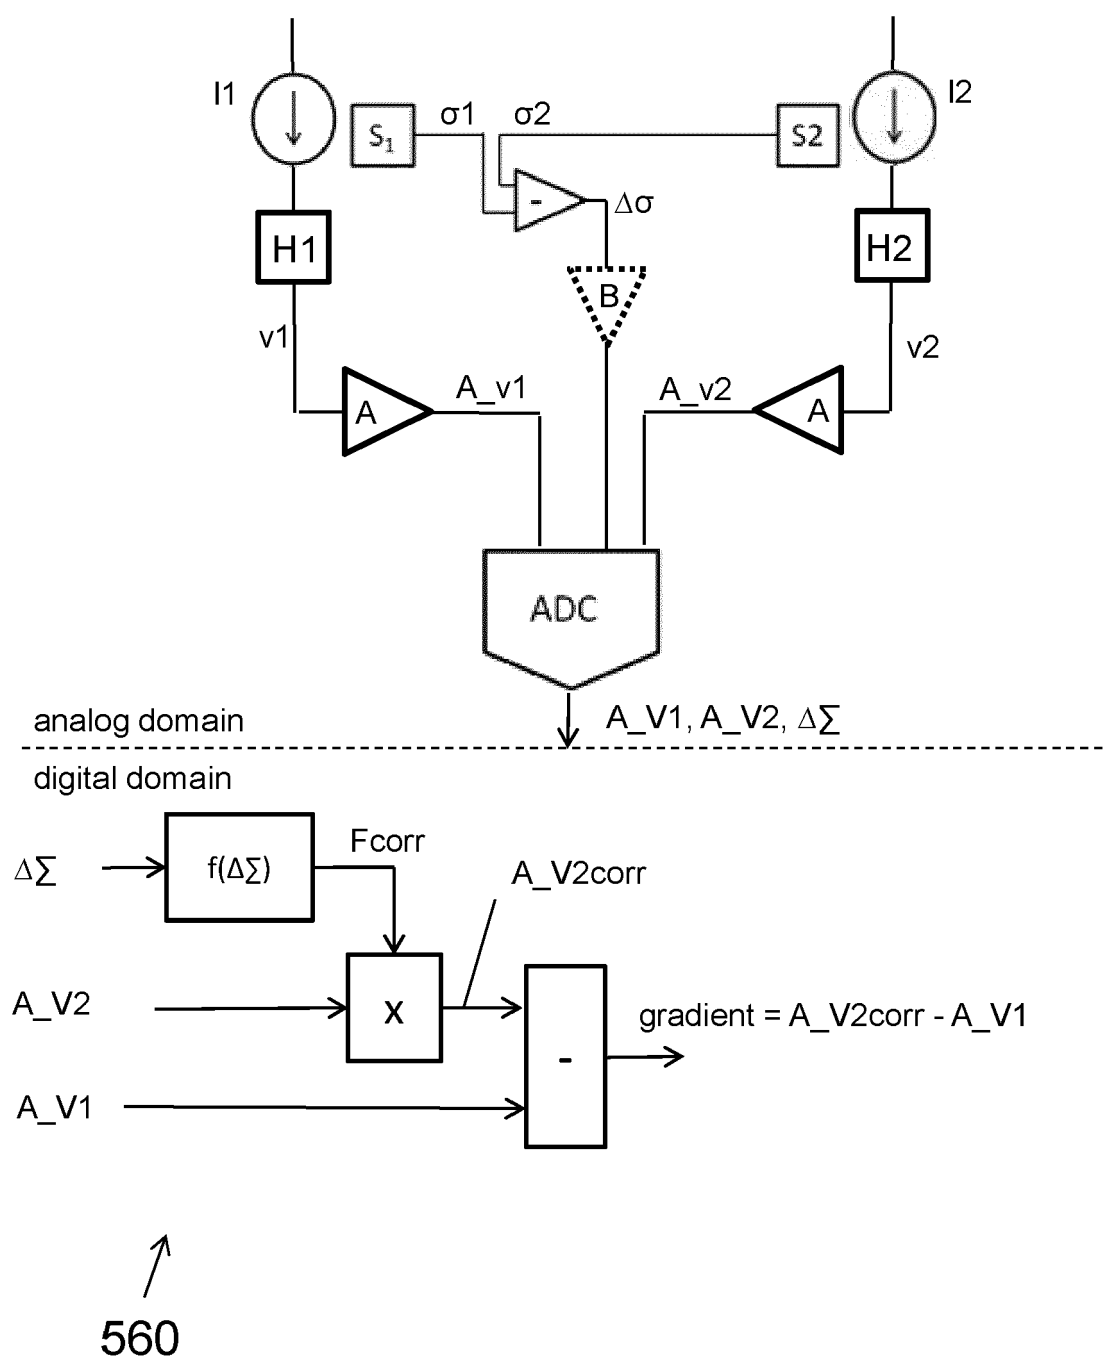 I1
S₁
σ1
σ2
S2
I2
-
Δσ
H1
B
H2
v1
v2
A
A_v1
A_v2
A
ADC
analog domain
A_V1, A_V2, Δ∑
digital domain
Δ∑
f(Δ∑)
Fcorr
A_V2corr
A_V2
x
-
gradient = A_V2corr - A_V1
A_V1
560